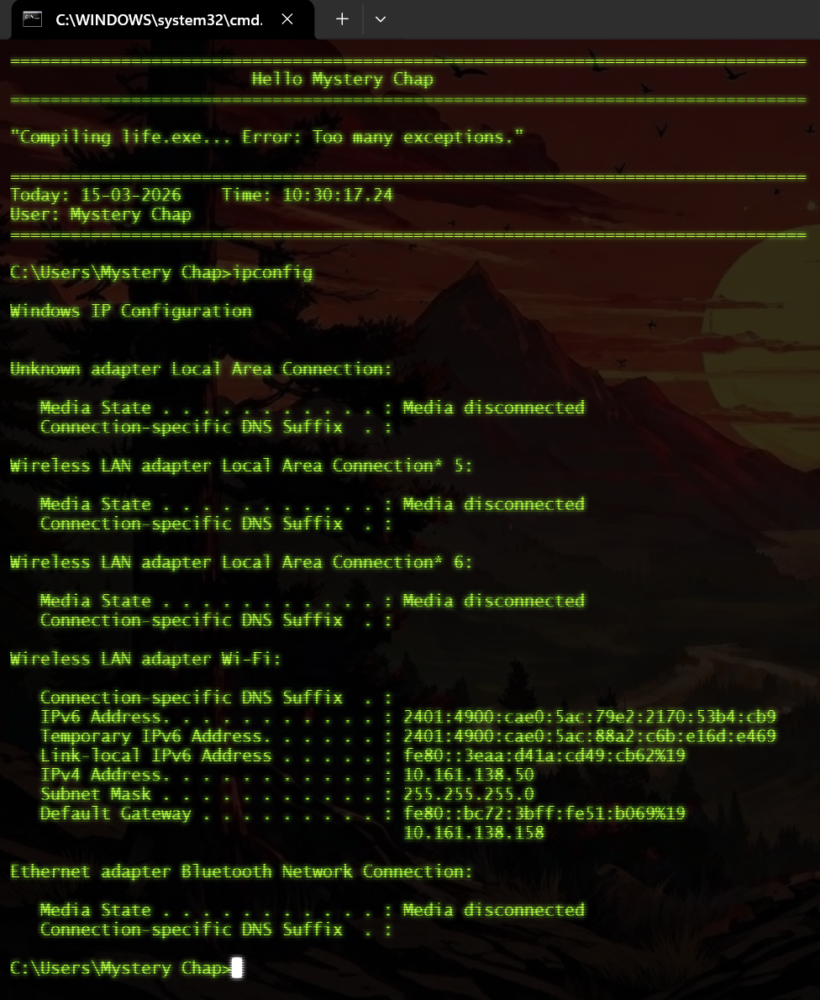 C:\WINDOWS\system32\cmd.
===============================================================================
                        Hello Mystery Chap
===============================================================================
"Compiling life.exe... Error: Too many exceptions."
===============================================================================
Today: 15-03-2026    Time: 10:30:17.24
User: Mystery Chap
===============================================================================
C:\Users\Mystery Chap>ipconfig
Windows IP Configuration
Unknown adapter Local Area Connection:
   Media State . . . . . . . . . . . : Media disconnected
   Connection-specific DNS Suffix  . :
Wireless LAN adapter Local Area Connection* 5:
   Media State . . . . . . . . . . . : Media disconnected
   Connection-specific DNS Suffix  . :
Wireless LAN adapter Local Area Connection* 6:
   Media State . . . . . . . . . . . : Media disconnected
   Connection-specific DNS Suffix  . :
Wireless LAN adapter Wi-Fi:
   Connection-specific DNS Suffix  . :
   IPv6 Address. . . . . . . . . . . : 2401:4900:cae0:5ac:79e2:2170:53b4:cb9
   Temporary IPv6 Address. . . . . . : 2401:4900:cae0:5ac:88a2:c6b:e16d:e469
   Link-local IPv6 Address . . . . . : fe80::3eaa:d41a:cd49:cb62%19
   IPv4 Address. . . . . . . . . . . : 10.161.138.50
   Subnet Mask . . . . . . . . . . . : 255.255.255.0
   Default Gateway . . . . . . . . . : fe80::bc72:3bff:fe51:b069%19
                                       10.161.138.158
Ethernet adapter Bluetooth Network Connection:
   Media State . . . . . . . . . . . : Media disconnected
   Connection-specific DNS Suffix  . :
C:\Users\Mystery Chap>